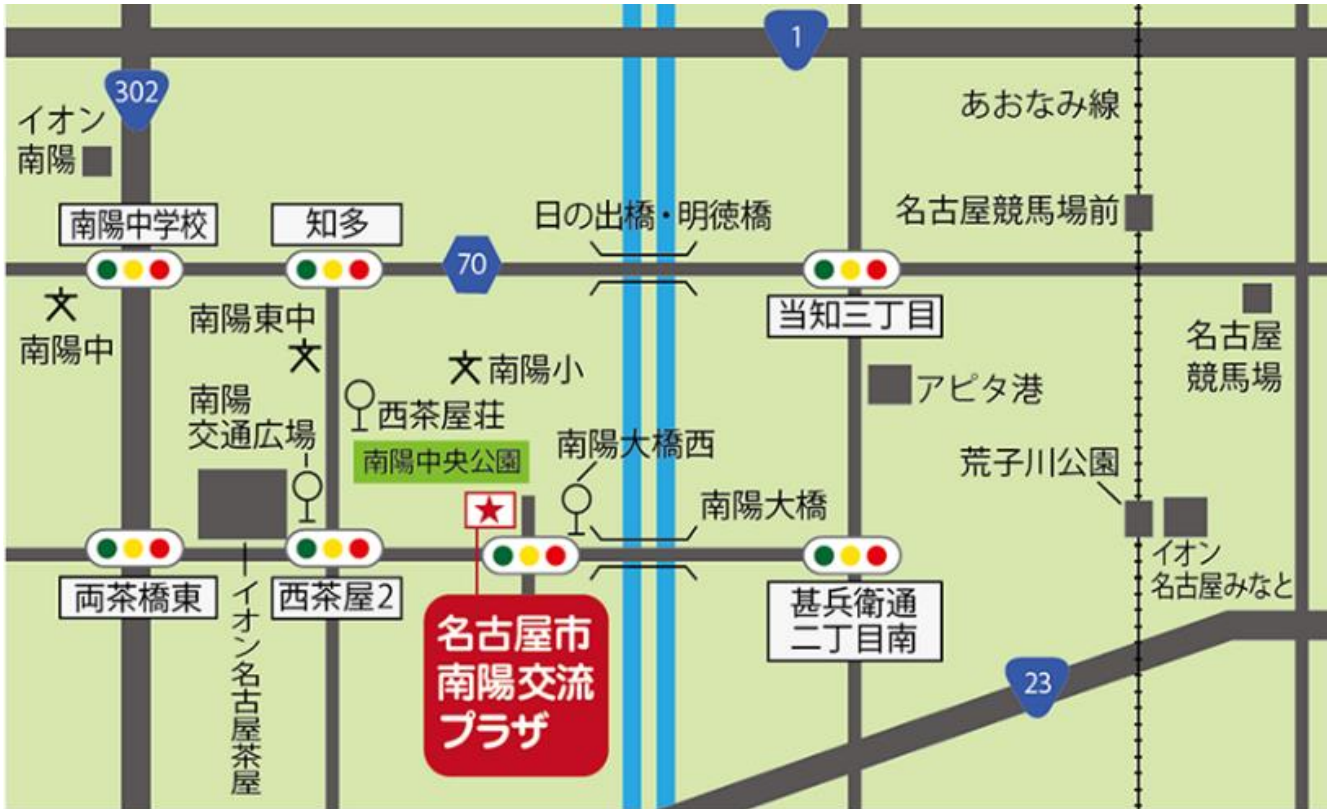 1
302
イオン
南陽
あおなみ線
南陽中学校
知多
日の出橋・明徳橋
名古屋競馬場前
70
南陽中
南陽東中
当知三丁目
名古屋
競馬場
南陽小
アピタ港
南陽
交通広場
西茶屋荘
南陽中央公園
南陽大橋西
荒子川公園
南陽大橋
両茶橋東
イオン名古屋茶屋
西茶屋2
イオン
名古屋みなと
甚兵衛通
二丁目南
名古屋市
南陽交流
プラザ
23